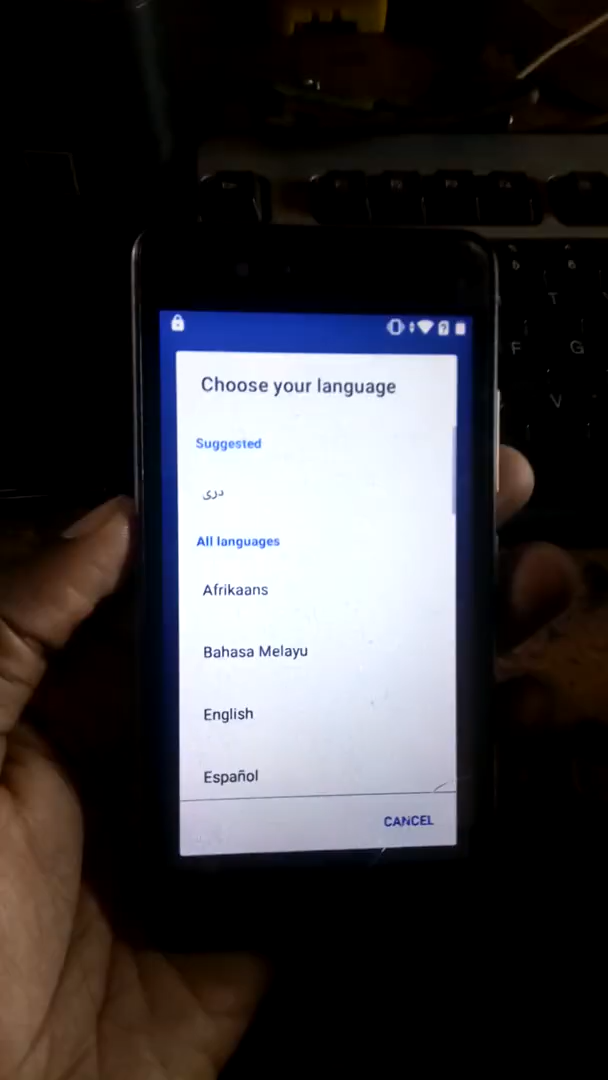 Choose your language
Suggested
دری
All languages
Afrikaans
Bahasa Melayu
English
Español
CANCEL
T
F G
V